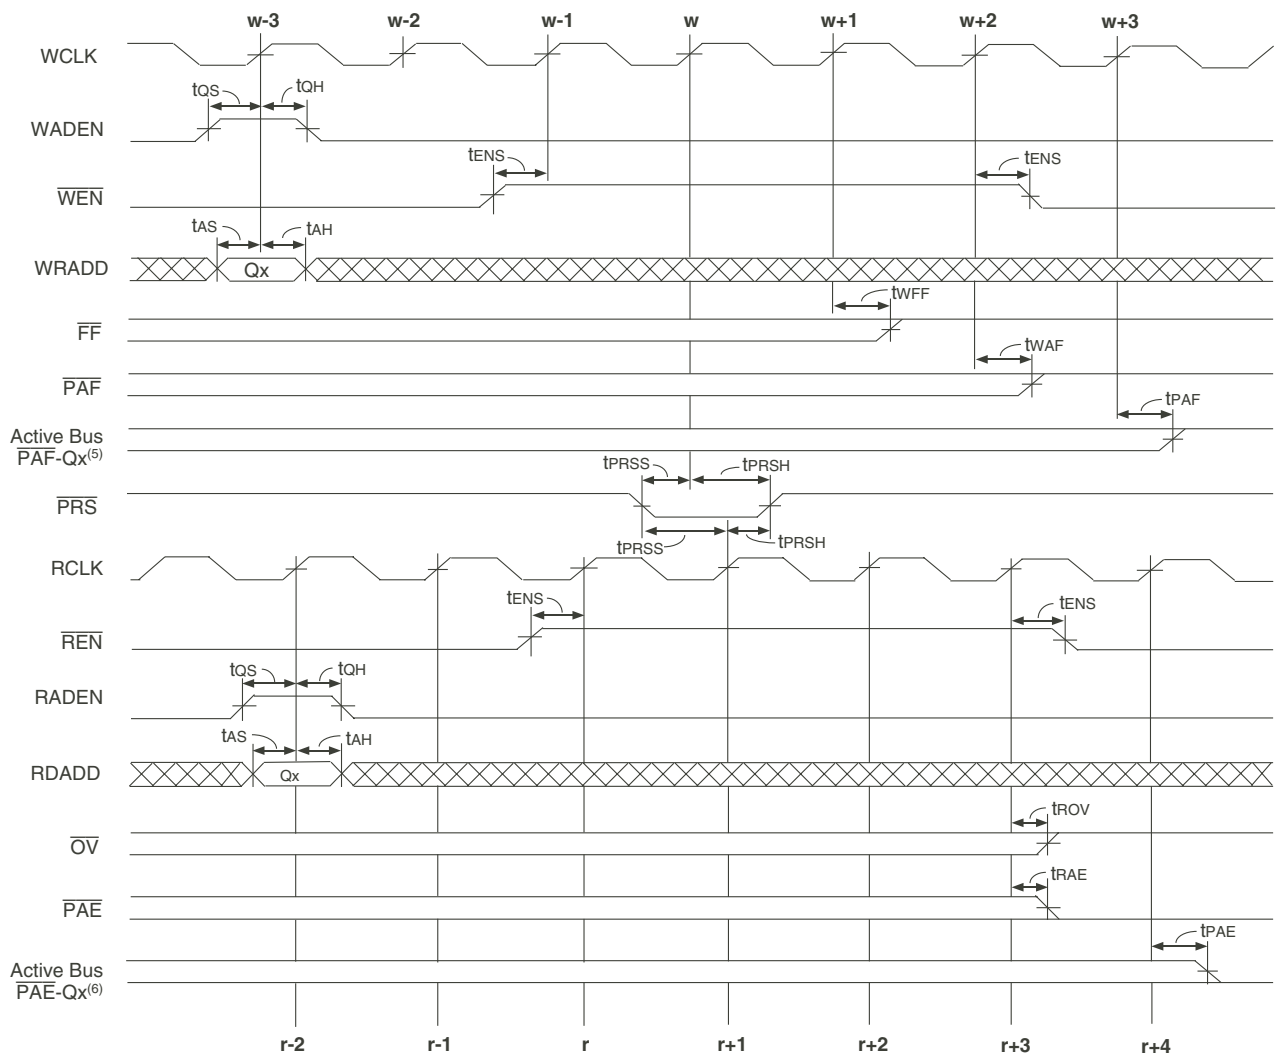 w-3 w-2 w-1 w w+1 w+2 w+3
WCLK
tQS tQH
WADEN
tENS tENS
WEN
tAS tAH
WRADD Qx
tWFF
FF
tWAF
PAF
tPAF
Active Bus
PAF-Qx(5)
tPRSS tPRSH
PRS
tPRSS tPRSH
RCLK
tENS tENS
REN
tQS tQH
RADEN
tAS tAH
RDADD Qx
tROV
OV
tRAE
PAE
tPAE
Active Bus
PAE-Qx(6)
r-2 r-1 r r+1 r+2 r+3 r+4